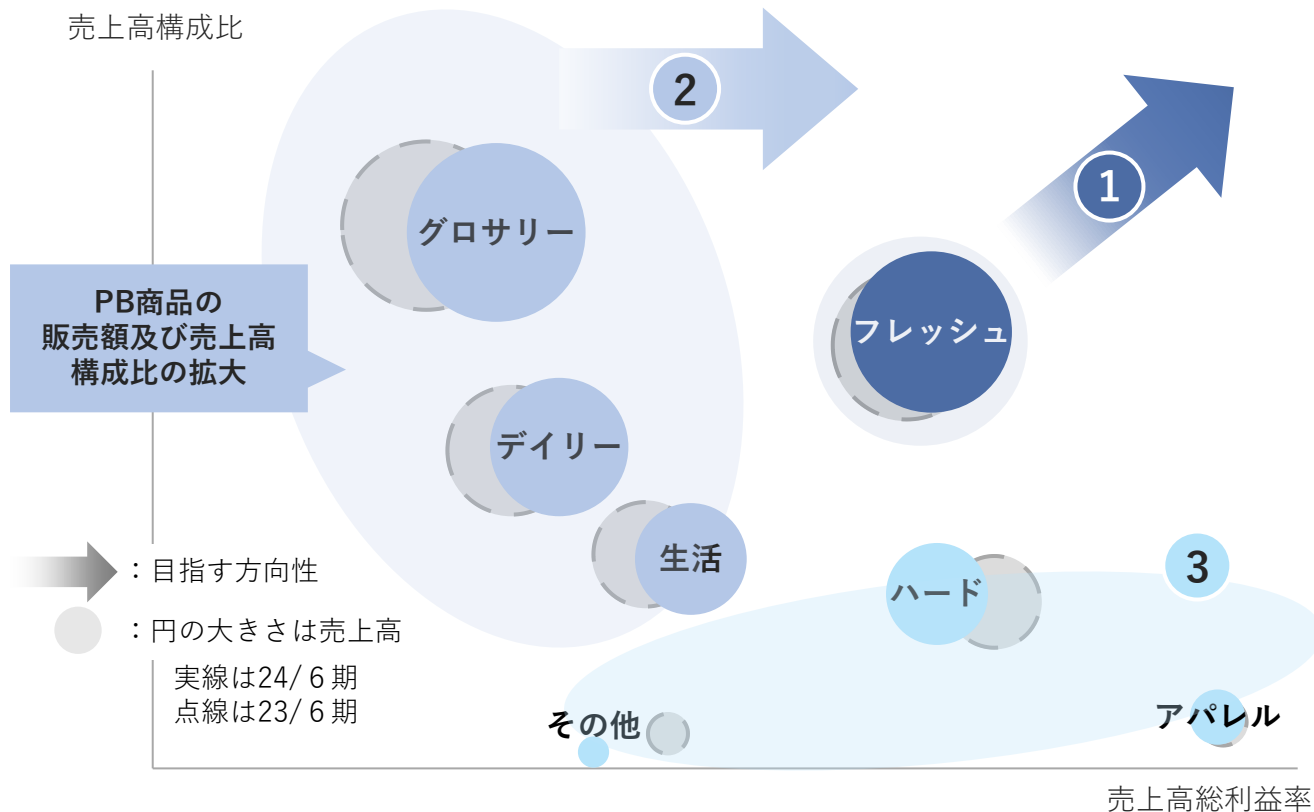 売上高構成比
2
1
グロサリー
PB商品の
販売額及び売上高
構成比の拡大
フレッシュ
デイリー
生活
3
ハード
：目指す方向性
：円の大きさは売上高
実線は24/６期
点線は23/６期
その他
アパレル
売上高総利益率